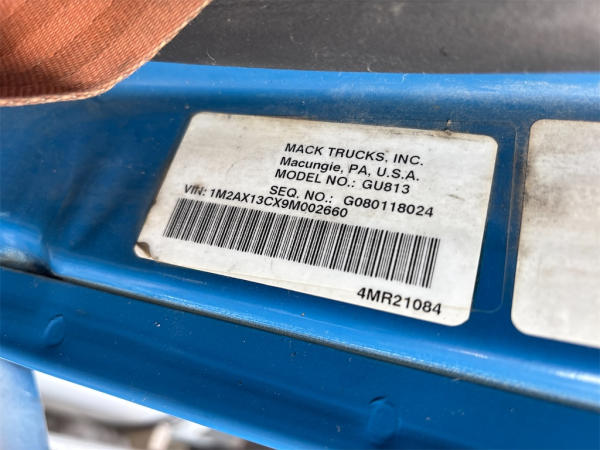 MACK TRUCKS, INC.
Macungie, PA, U.S.A.
MODEL NO.: GU813
SEQ. NO.: G080118024
VIN: 1M2AX13CX9M002660
4MR21084